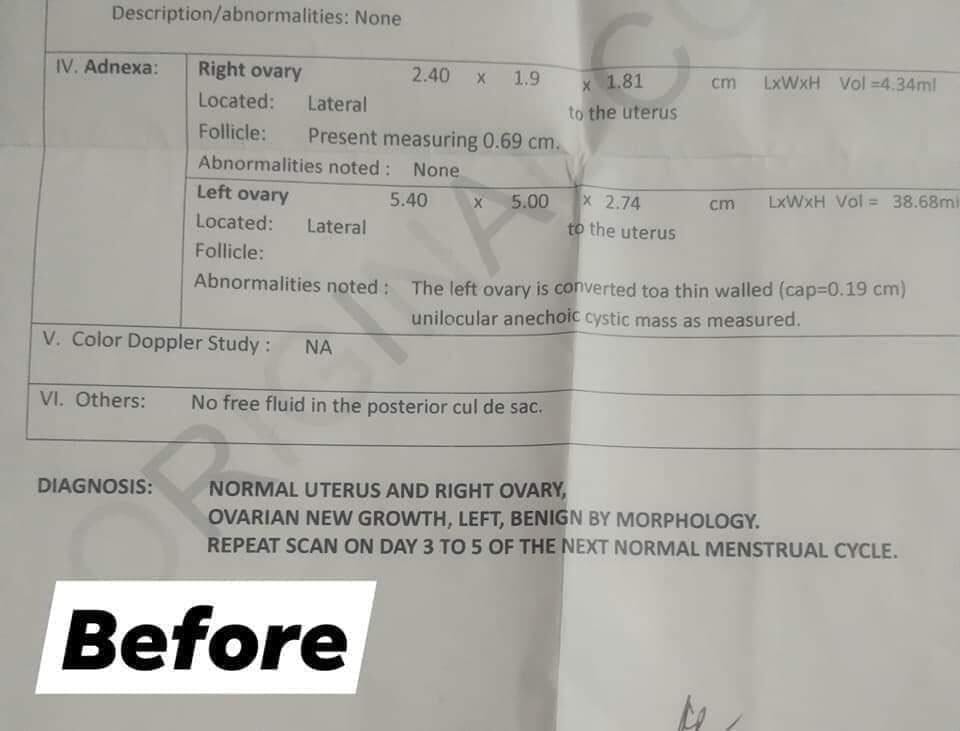 Description/abnormalities: None
IV. Adnexa: Right ovary 2.40 x 1.9 x 1.81 cm LxWxH Vol =4.34ml
Located: Lateral to the uterus
Follicle: Present measuring 0.69 cm.
Abnormalities noted : None
Left ovary 5.40 x 5.00 x 2.74 cm LxWxH Vol = 38.68ml
Located: Lateral to the uterus
Follicle:
Abnormalities noted : The left ovary is converted toa thin walled (cap=0.19 cm)
unilocular anechoic cystic mass as measured.
V. Color Doppler Study : NA
VI. Others: No free fluid in the posterior cul de sac.
DIAGNOSIS: NORMAL UTERUS AND RIGHT OVARY,
OVARIAN NEW GROWTH, LEFT, BENIGN BY MORPHOLOGY.
REPEAT SCAN ON DAY 3 TO 5 OF THE NEXT NORMAL MENSTRUAL CYCLE.
ORIGINAL CO
Before